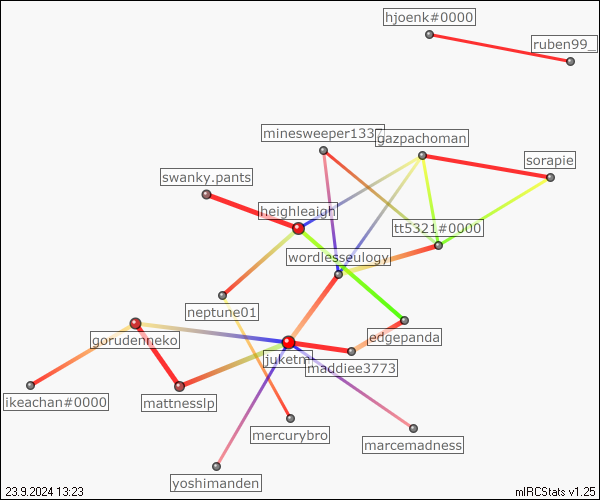 hjoenk#0000
ruben99_
minesweeper1337
gazpachoman
sorapie
swanky.pants
heighleaigh
tt5321#0000
wordlesseulogy
neptune01
edgepanda
gorudenneko
juketm
maddiee3773
ikeachan#0000
mattnesslp
mercurybro
marcemadness
yoshimanden
23.9.2024 13:23
mIRCStats v1.25